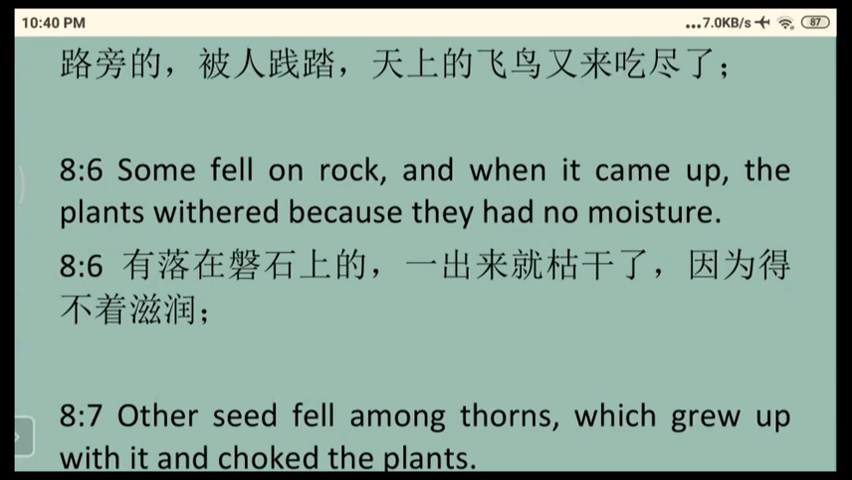 10:40 PM ...7.0KB/s 87
路旁的，被人践踏，天上的飞鸟又来吃尽了；
8:6 Some fell on rock, and when it came up, the
plants withered because they had no moisture.
8:6 有落在磐石上的，一出来就枯干了，因为得
不着滋润；
8:7 Other seed fell among thorns, which grew up
with it and choked the plants.